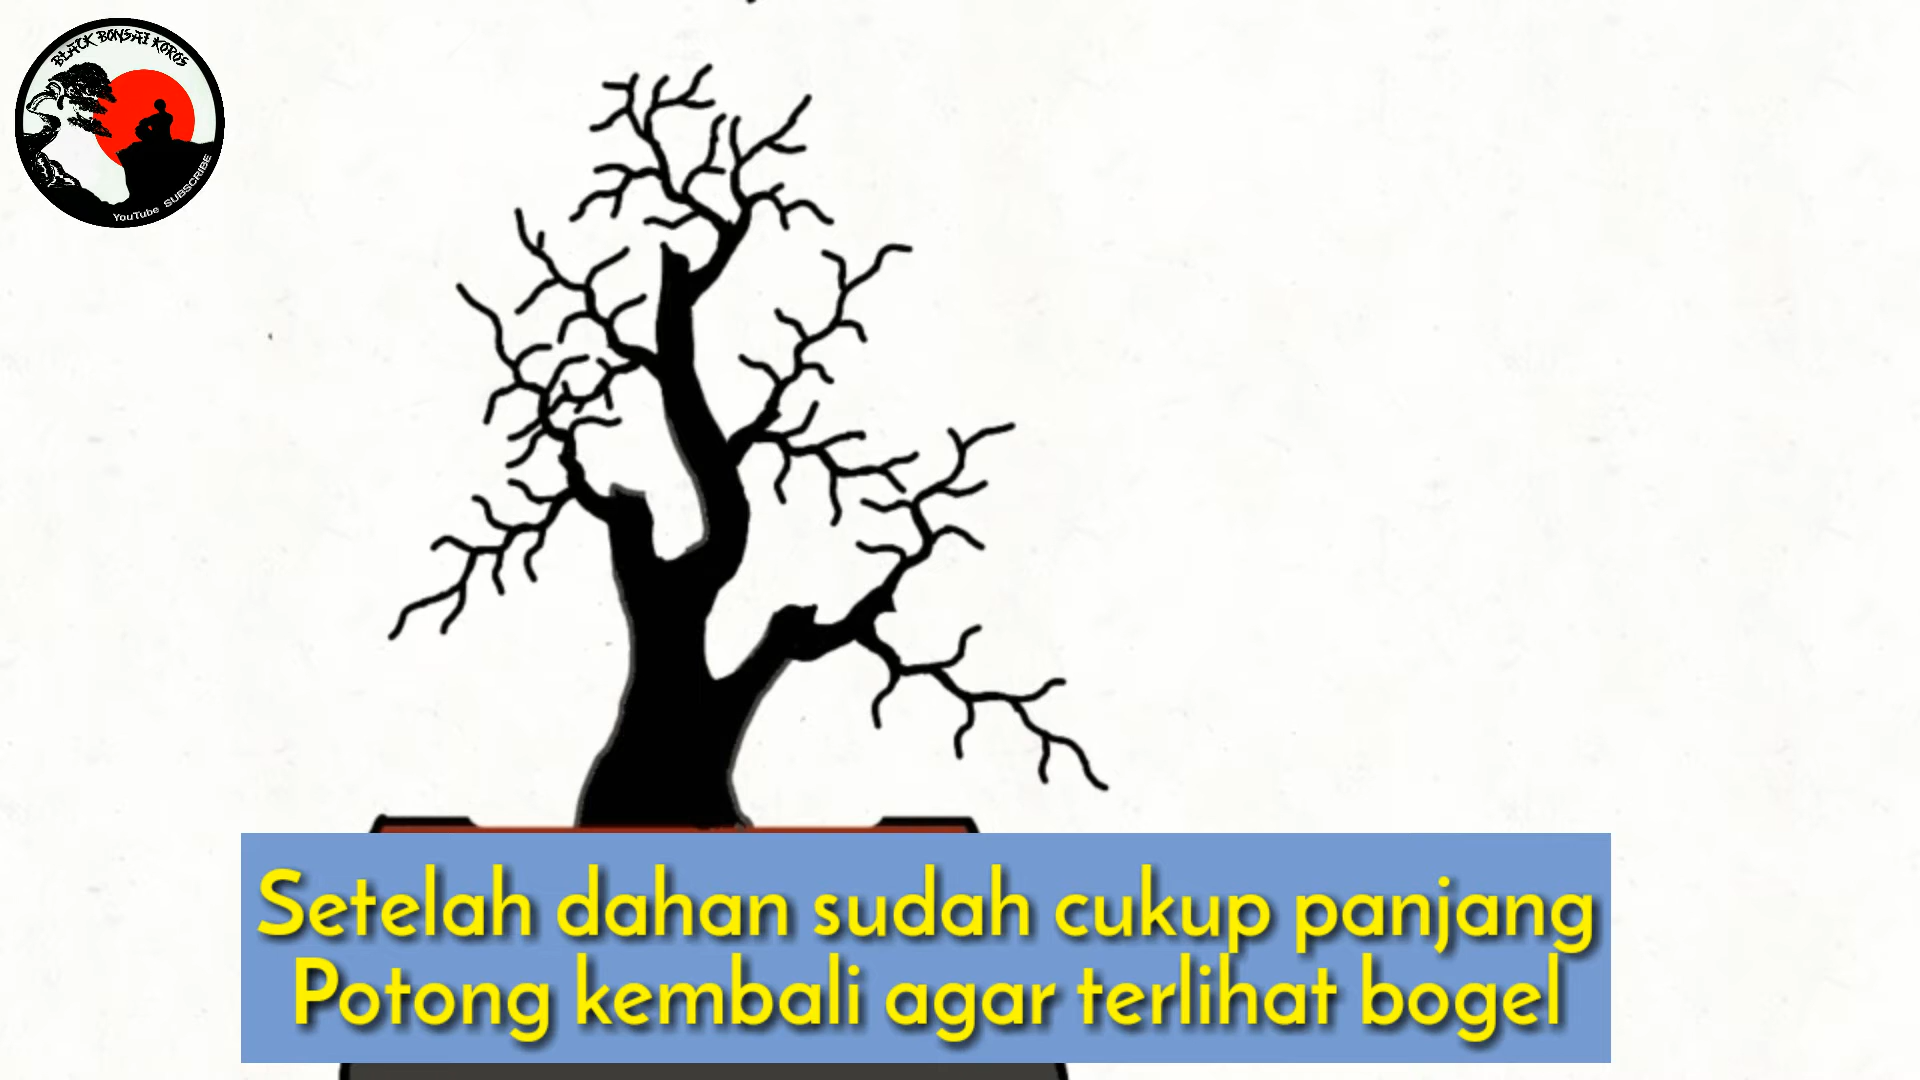 BLACK BONSAI KOROS
YouTube SUBSCRIBE
Setelah dahan sudah cukup panjang
Potong kembali agar terlihat bogel